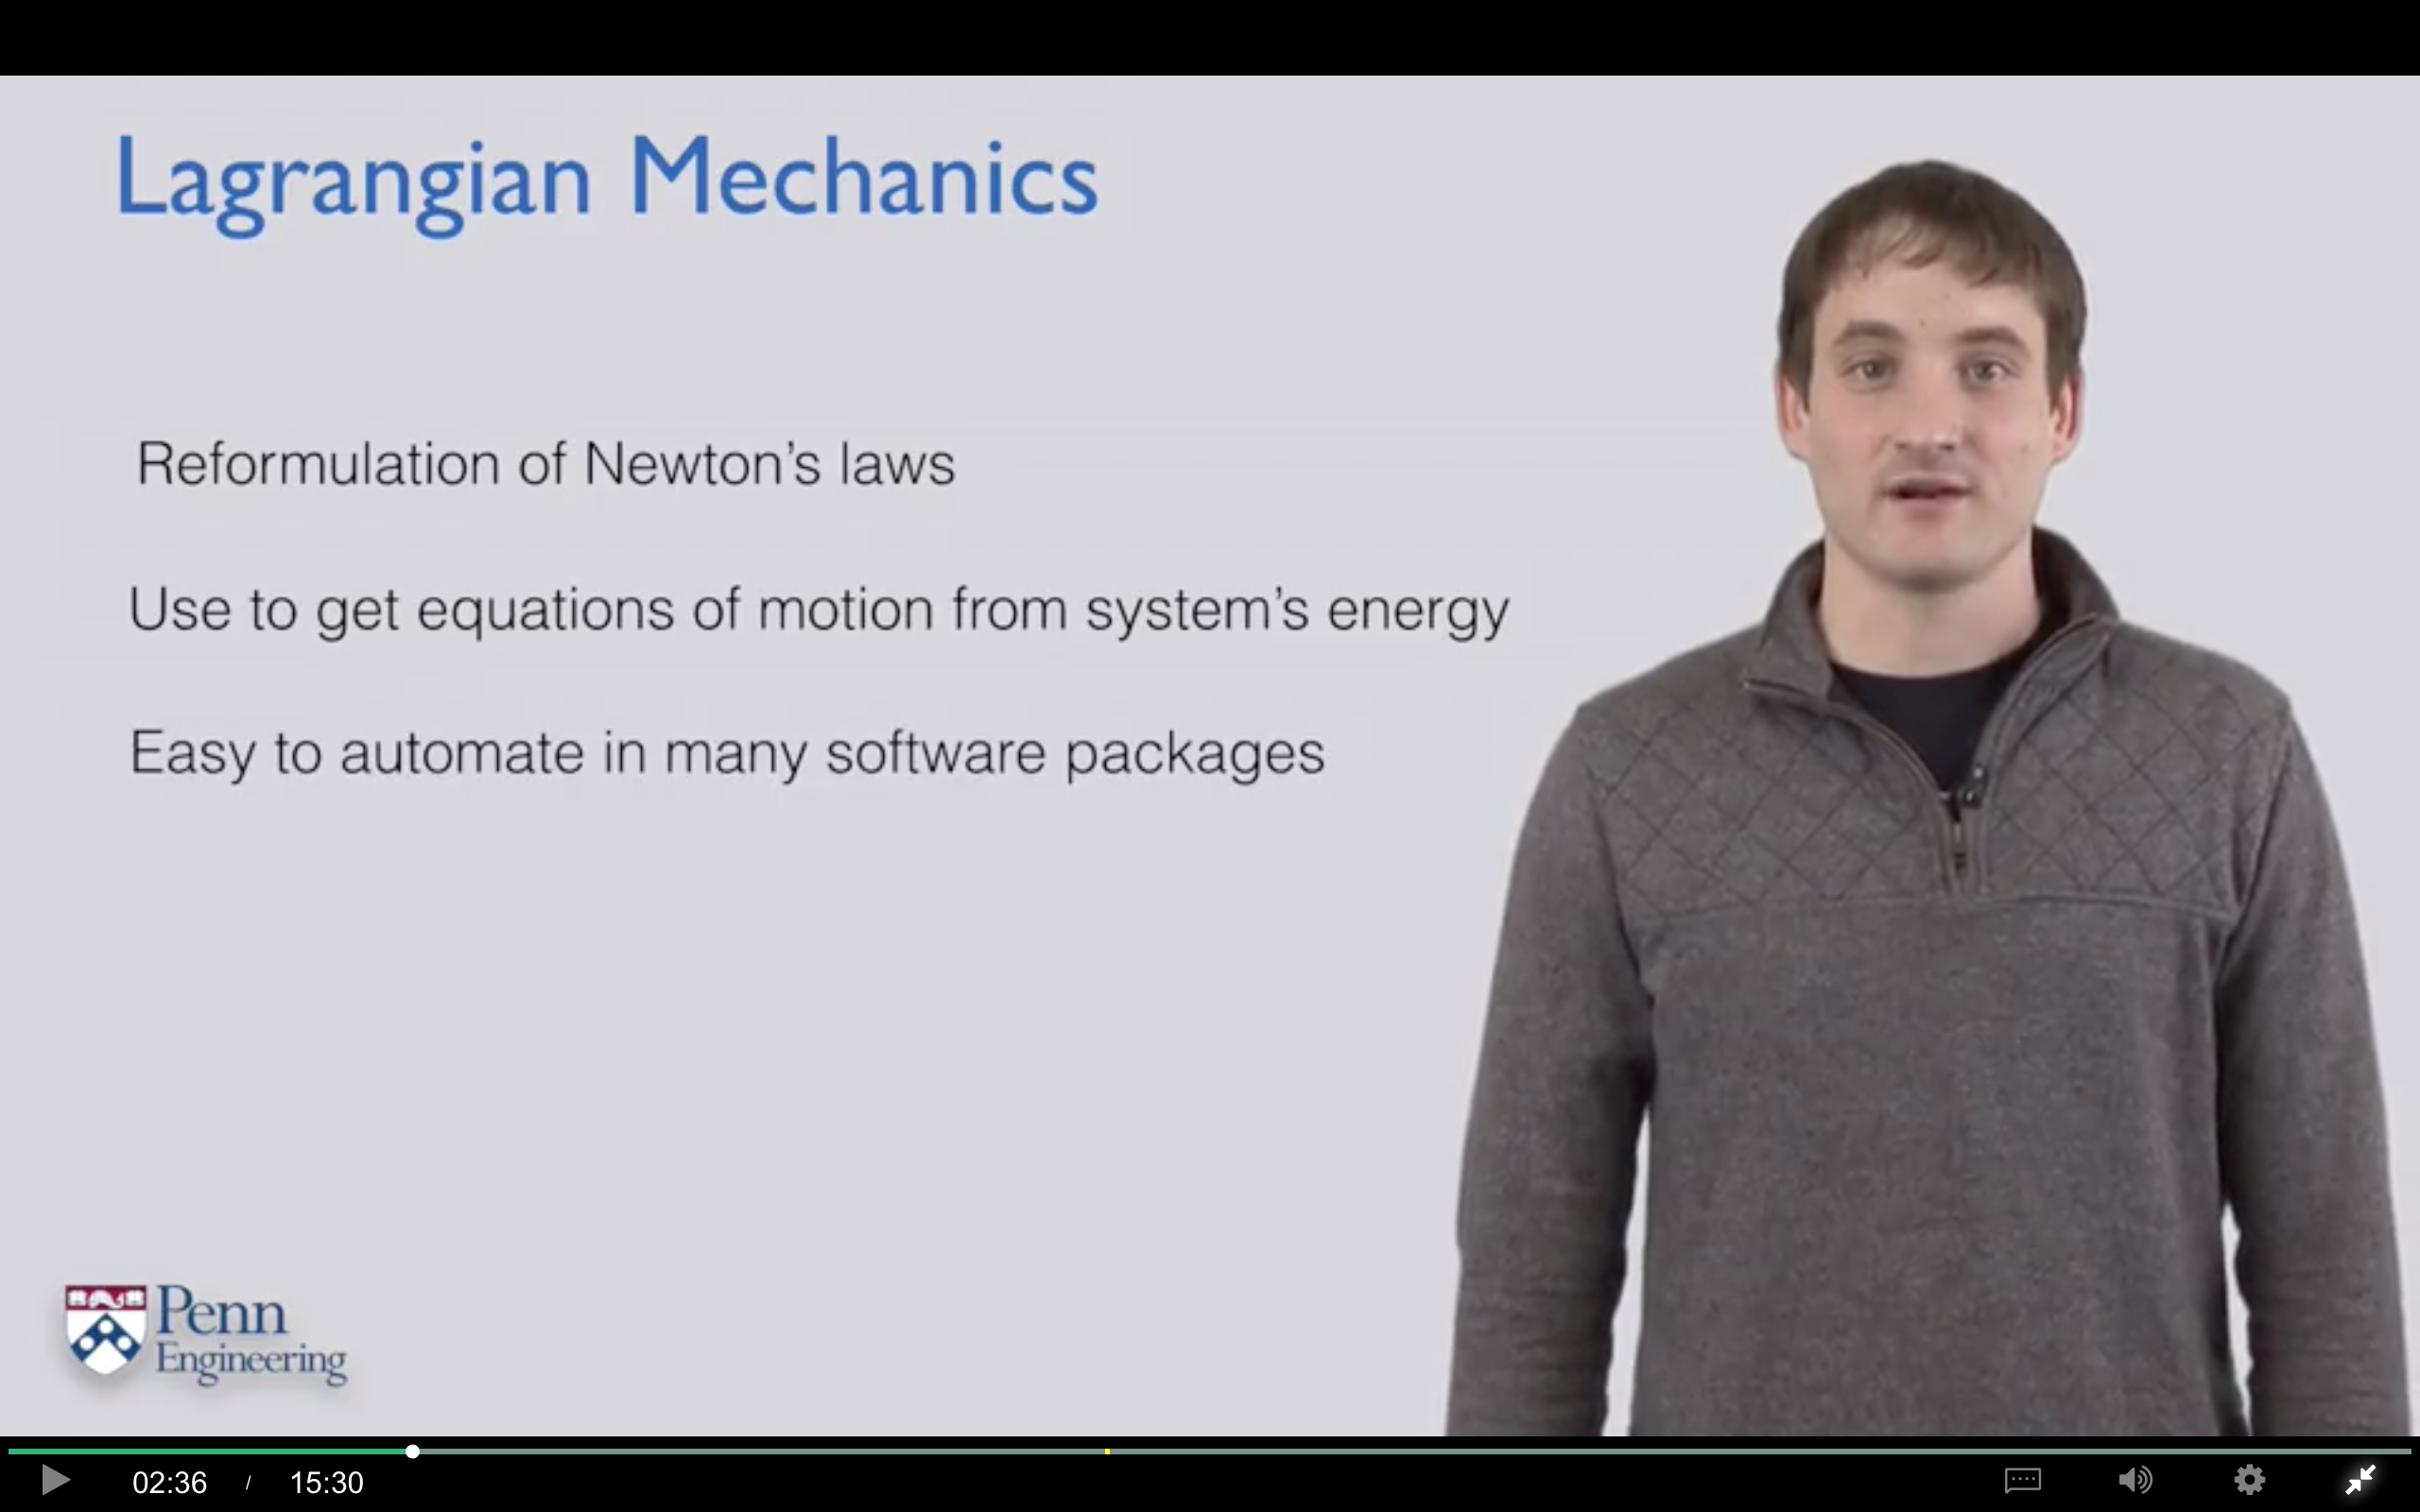 Lagrangian Mechanics
Reformulation of Newton’s laws
Use to get equations of motion from system’s energy
Easy to automate in many software packages
Penn
Engineering
02:36 / 15:30